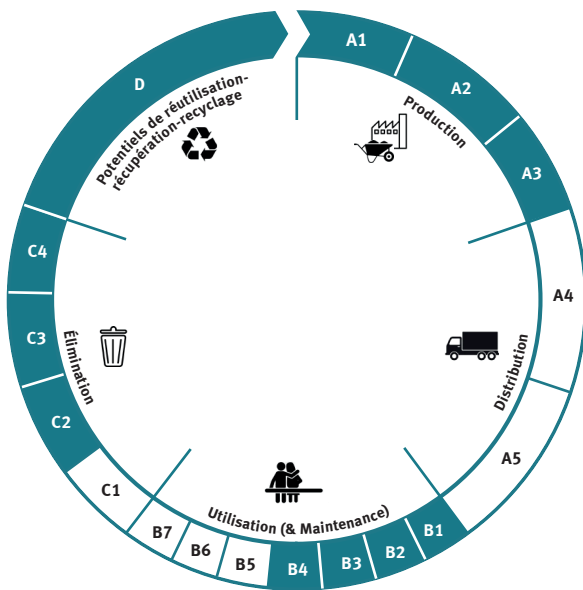 A1
A2
A3
Production
A4
Distribution
A5
B1
B2
B3
B4
B5
B6
B7
Utilisation (& Maintenance)
C1
C2
C3
C4
Élimination
D
Potentiels de réutilisation-
récupération-recyclage